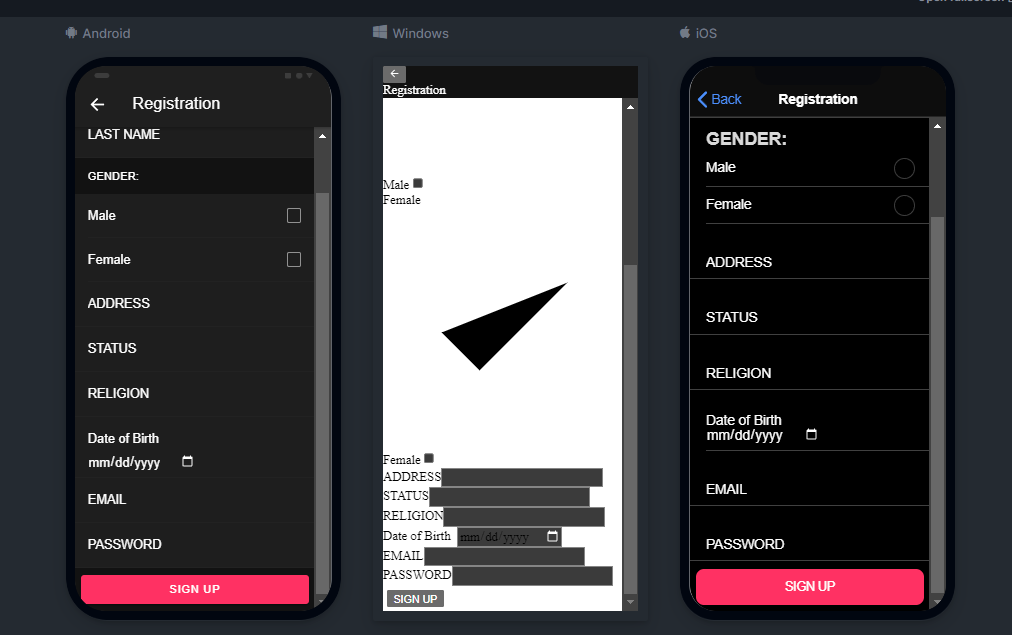 Android
Registration
LAST NAME
GENDER:
Male
Female
ADDRESS
STATUS
RELIGION
Date of Birth
mm/dd/yyyy
EMAIL
PASSWORD
SIGN UP
Windows
Registration
Male
Female
Female
ADDRESS
STATUS
RELIGION
Date of Birth mm/dd/yyyy
EMAIL
PASSWORD
SIGN UP
iOS
Back Registration
GENDER:
Male
Female
ADDRESS
STATUS
RELIGION
Date of Birth
mm/dd/yyyy
EMAIL
PASSWORD
SIGN UP